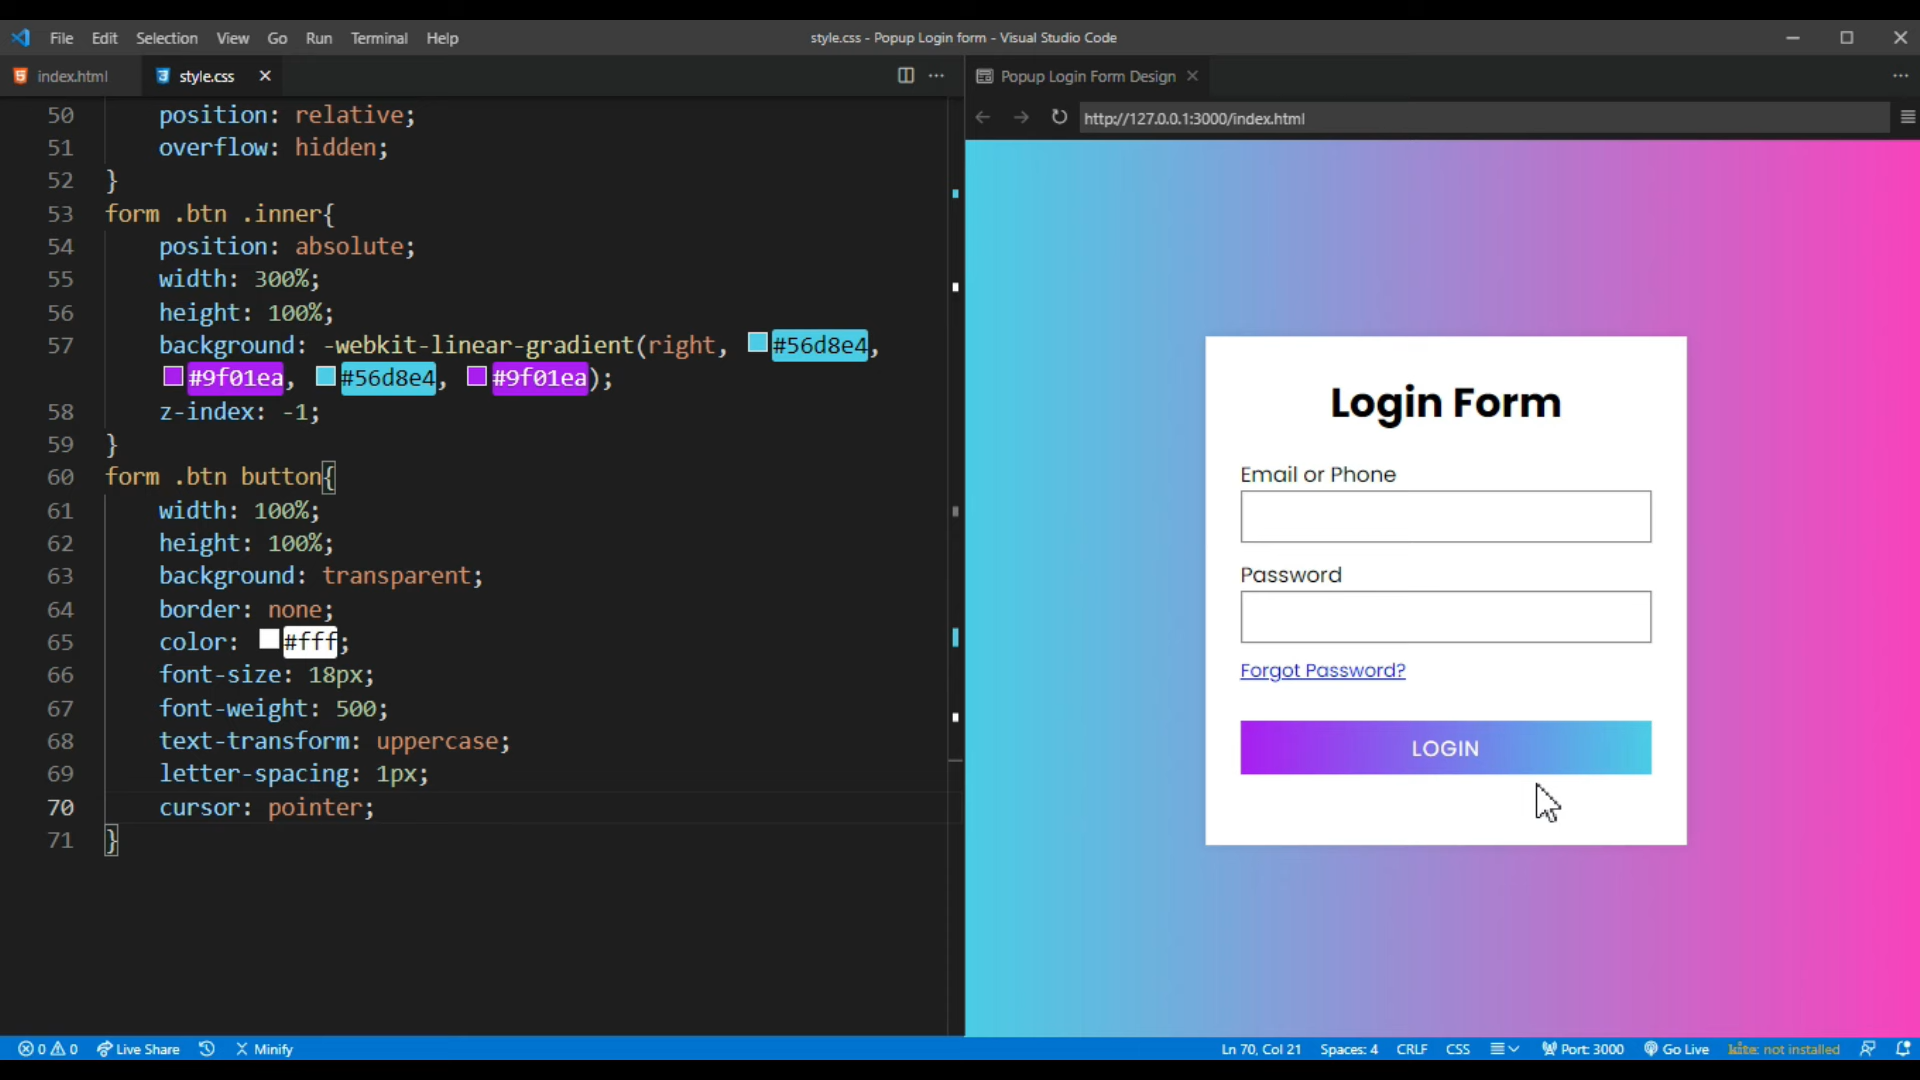 File Edit Selection View Go Run Terminal Help
style.css - Popup Login form - Visual Studio Code
index.html
style.css
Popup Login Form Design
http://127.0.0.1:3000/index.html
50 position: relative;
51 overflow: hidden;
52 }
53 form .btn .inner{
54 position: absolute;
55 width: 300%;
56 height: 100%;
57 background: -webkit-linear-gradient(right, #56d8e4,
#9f01ea, #56d8e4, #9f01ea);
58 z-index: -1;
59 }
60 form .btn button{
61 width: 100%;
62 height: 100%;
63 background: transparent;
64 border: none;
65 color: #fff;
66 font-size: 18px;
67 font-weight: 500;
68 text-transform: uppercase;
69 letter-spacing: 1px;
70 cursor: pointer;
71 }
Login Form
Email or Phone
Password
Forgot Password?
LOGIN
0 0 Live Share Minify
Ln 70, Col 21 Spaces: 4 CRLF CSS Port: 3000 Go Live kite: not installed